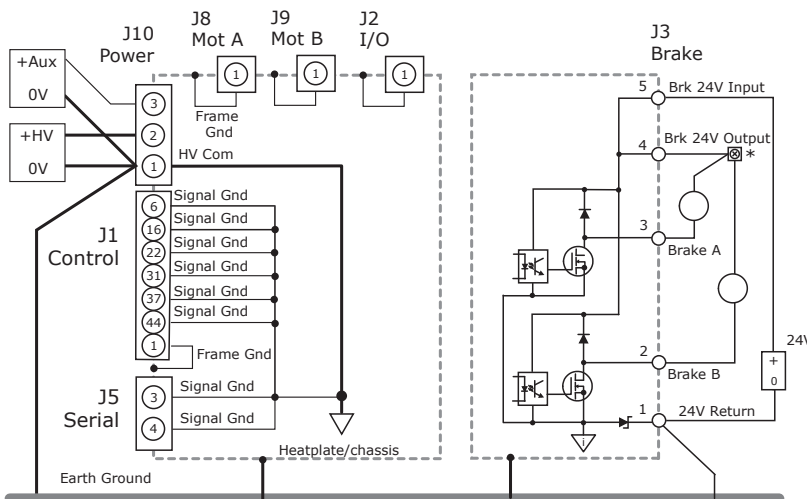 J10
Power
J8
Mot A
J9
Mot B
J2
I/O
J3
Brake
+Aux
0V
+HV
0V
3
2
1
1
1
1
Frame
Gnd
HV Com
J1
Control
6
16
22
31
37
44
1
Signal Gnd
Signal Gnd
Signal Gnd
Signal Gnd
Signal Gnd
Signal Gnd
Frame Gnd
J5
Serial
3
4
Signal Gnd
Signal Gnd
Heatplate/chassis
Earth Ground
5 Brk 24V Input
4 Brk 24V Output
*
3
Brake A
2
Brake B
1 24V Return
i
24V
+
0